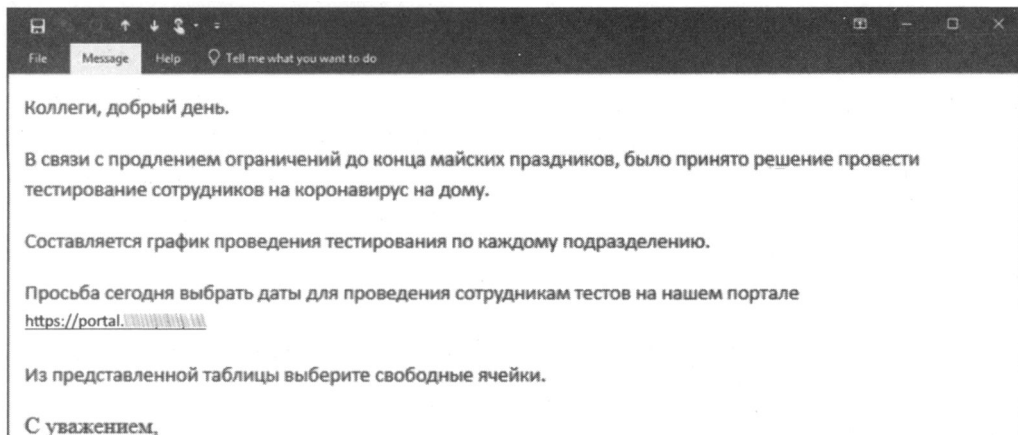 File Message Help Tell me what you want to do
Коллеги, добрый день.
В связи с продлением ограничений до конца майских праздников, было принято решение провести
тестирование сотрудников на коронавирус на дому.
Составляется график проведения тестирования по каждому подразделению.
Просьба сегодня выбрать даты для проведения сотрудникам тестов на нашем портале
https://portal.
Из представленной таблицы выберите свободные ячейки.
С уважением,